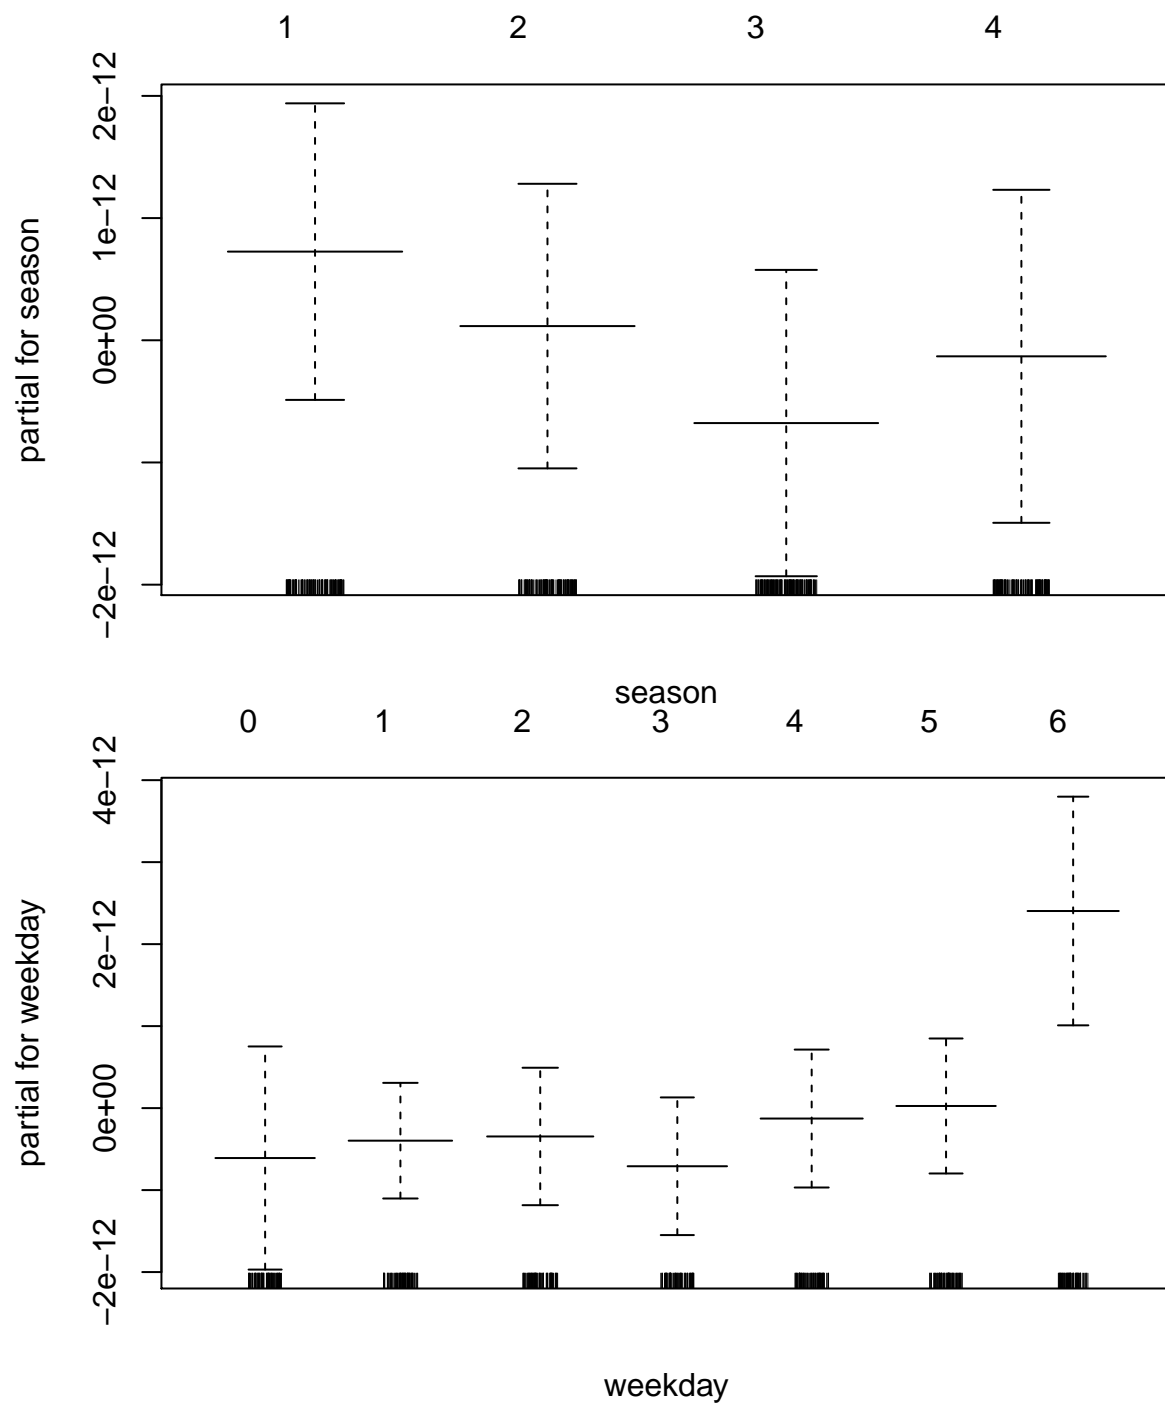 1 2 3 4
partial for season
2e−12
1e−12
0e+00
−2e−12
season
0 1 2 3 4 5 6
partial for weekday
4e−12
2e−12
0e+00
−2e−12
weekday